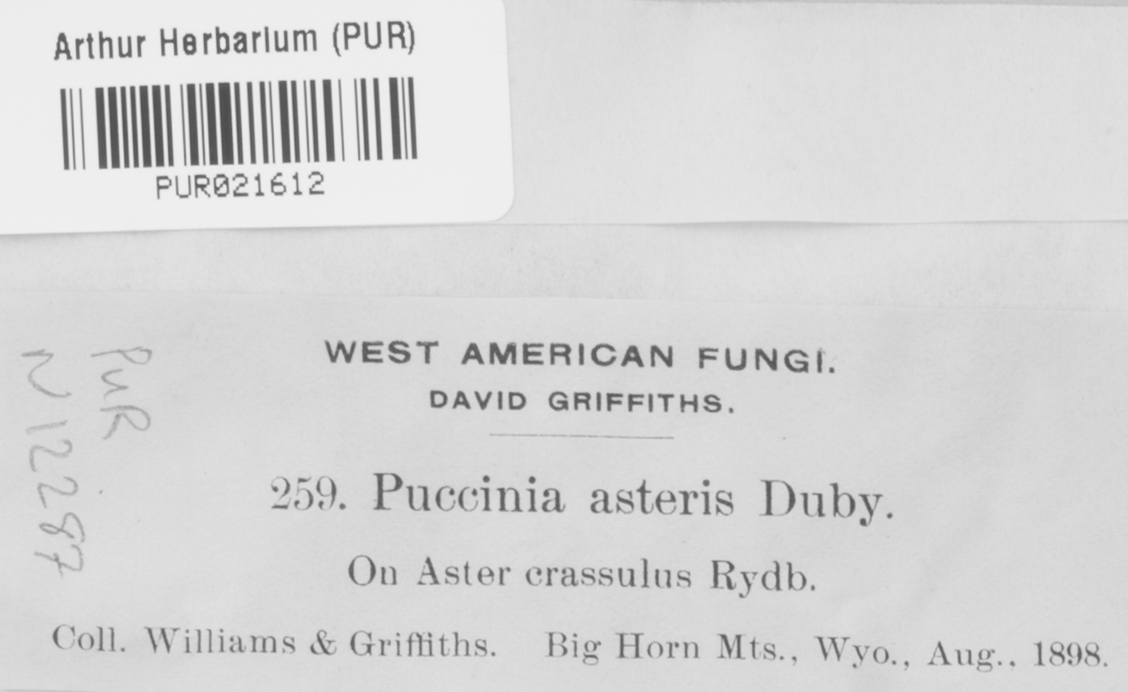 Arthur Herbarium (PUR)
PUR021612
PUR
N 12287
WEST AMERICAN FUNGI.
DAVID GRIFFITHS.
259. Puccinia asteris Duby.
On Aster crassulus Rydb.
Coll. Williams & Griffiths. Big Horn Mts., Wyo., Aug., 1898.